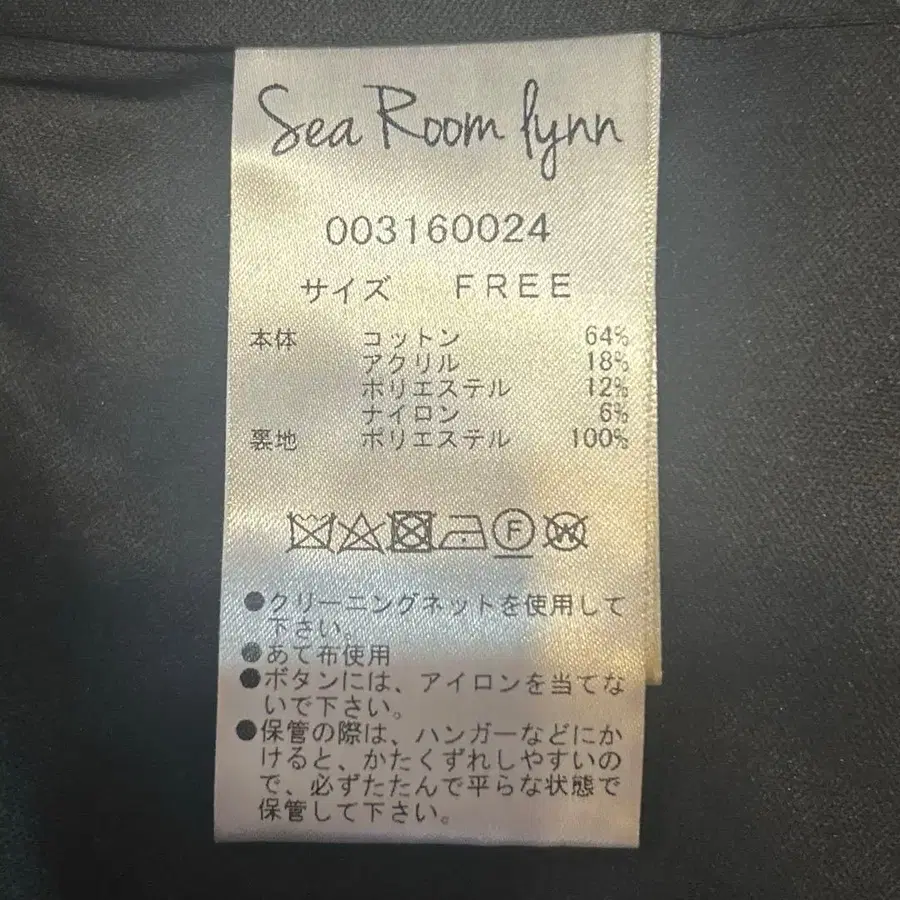 Sea Room lynn
003160024
サイズ FREE
本体 コットン 64%
アクリル 18%
ポリエステル 12%
ナイロン 6%
裏地 ポリエステル 100%
F W
●クリーニングネットを使用して
下さい。
●あて布使用
●ボタンには、アイロンを当てな
いで下さい。
●保管の際は、ハンガーなどにか
けると、かたくずれしやすいの
で、必ずたたんで平らな状態で
保管して下さい。